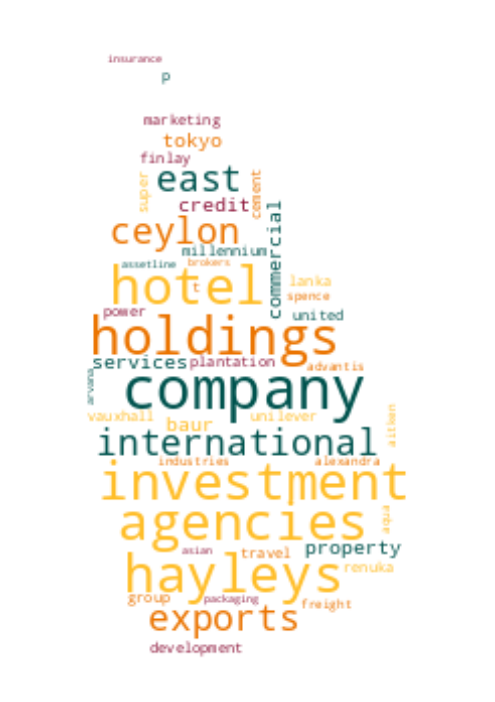 insurance
p
marketing
tokyo
finlay
super east cement
credit
ceylon commercial
millennium
assetline brokers
hotel lanka
t spence
power united
holdings
services plantation advantis
arvana company
vauxhall baur unilever aitken
international
industries alexandra
investment
agencies aqua
asian travel property
hayleys renuka
group packaging freight
exports
development